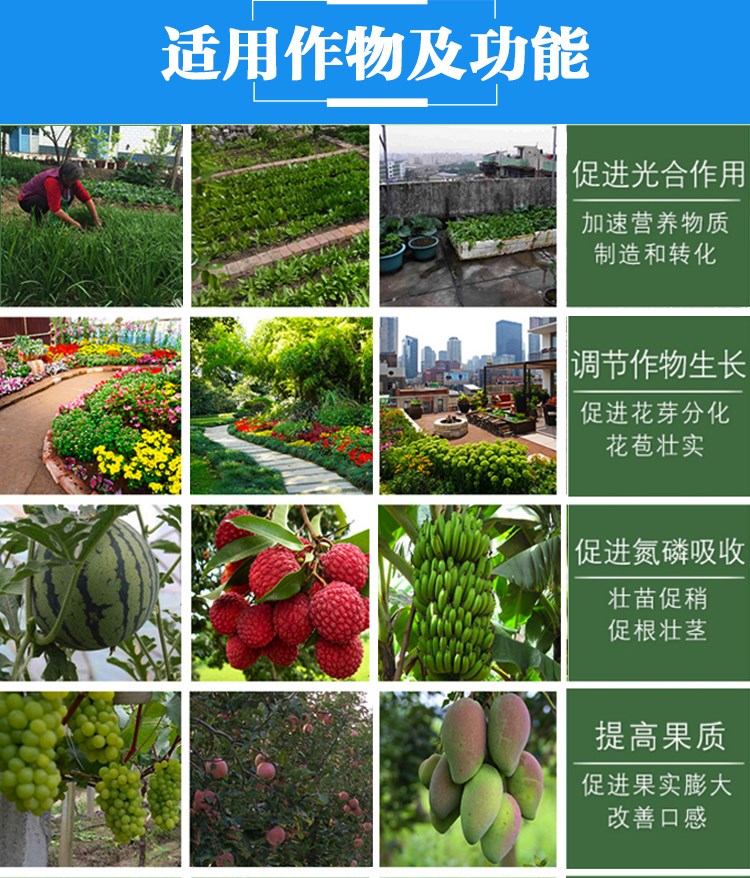 适用作物及功能
促进光合作用
加速营养物质
制造和转化
调节作物生长
促进花芽分化
花苞壮实
促进氮磷吸收
壮苗促稍
促根壮茎
提高果质
促进果实膨大
改善口感